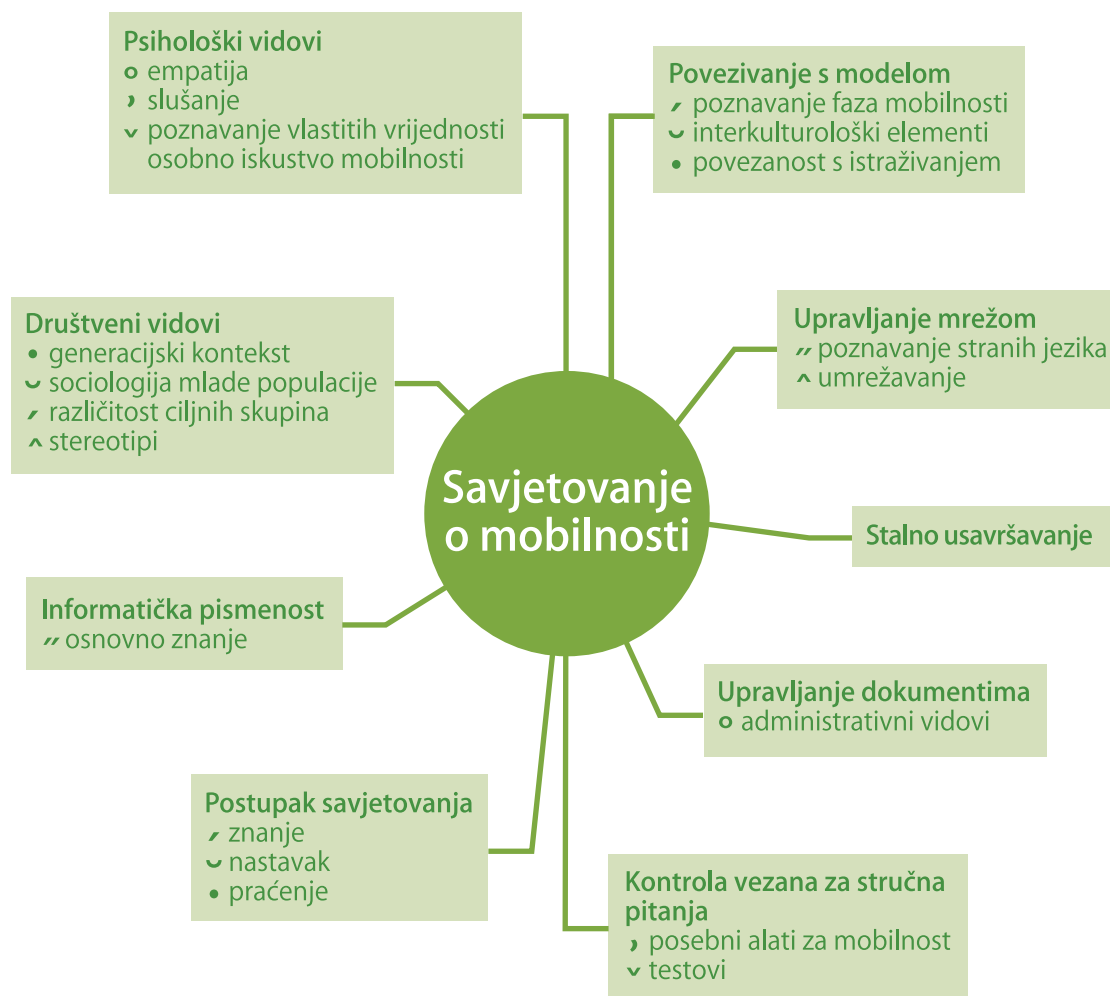 Psihološki vidovi
empatija
slušanje
poznavanje vlastitih vrijednosti
osobno iskustvo mobilnosti
Povezivanje s modelom
poznavanje faza mobilnosti
interkulturološki elementi
• povezanost s istraživanjem
Društveni vidovi
• generacijski kontekst
sociologija mlade populacije
različitost ciljnih skupina
stereotipi
Upravljanje mrežom
poznavanje stranih jezika
umrežavanje
Savjetovanje
o mobilnosti
Stalno usavršavanje
Informatička pismenost
osnovno znanje
Upravljanje dokumentima
administrativni vidovi
Postupak savjetovanja
znanje
nastavak
• praćenje
Kontrola vezana za stručna
pitanja
posebni alati za mobilnost
testovi